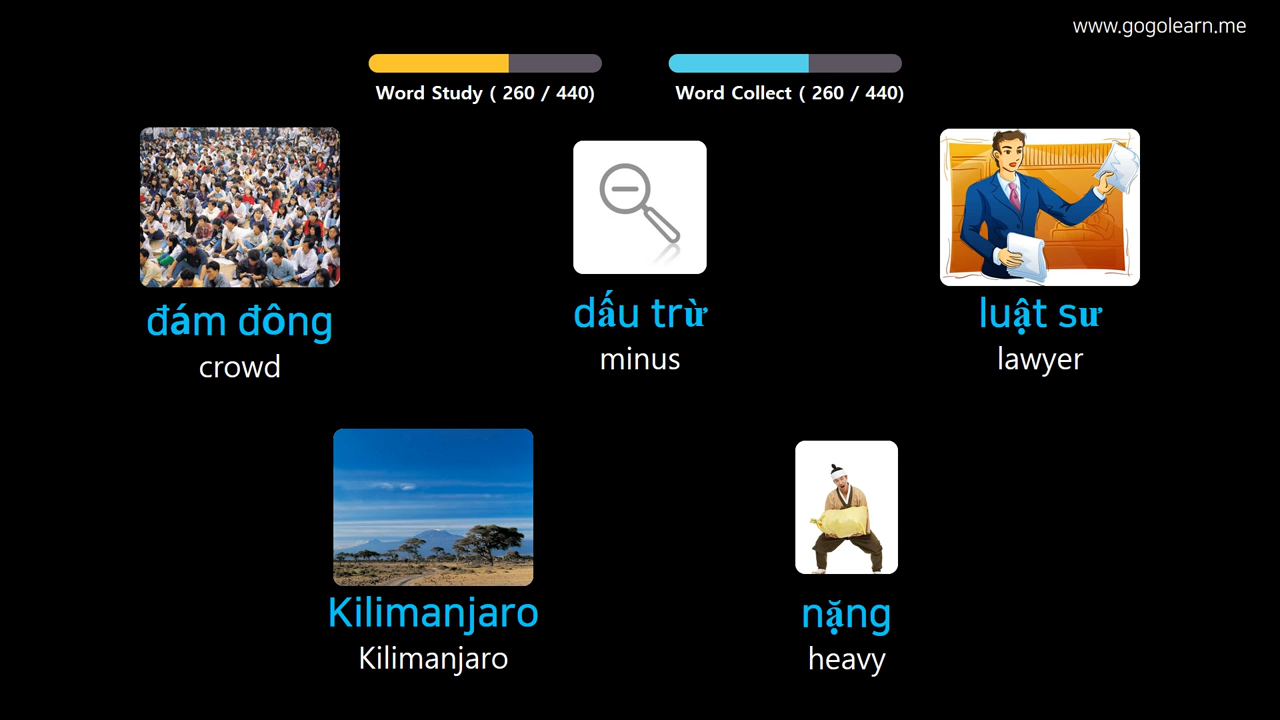 www.gogolearn.me
Word Study ( 260 / 440)
Word Collect ( 260 / 440)
đám đông
crowd
dấu trừ
minus
luật sư
lawyer
Kilimanjaro
Kilimanjaro
nặng
heavy